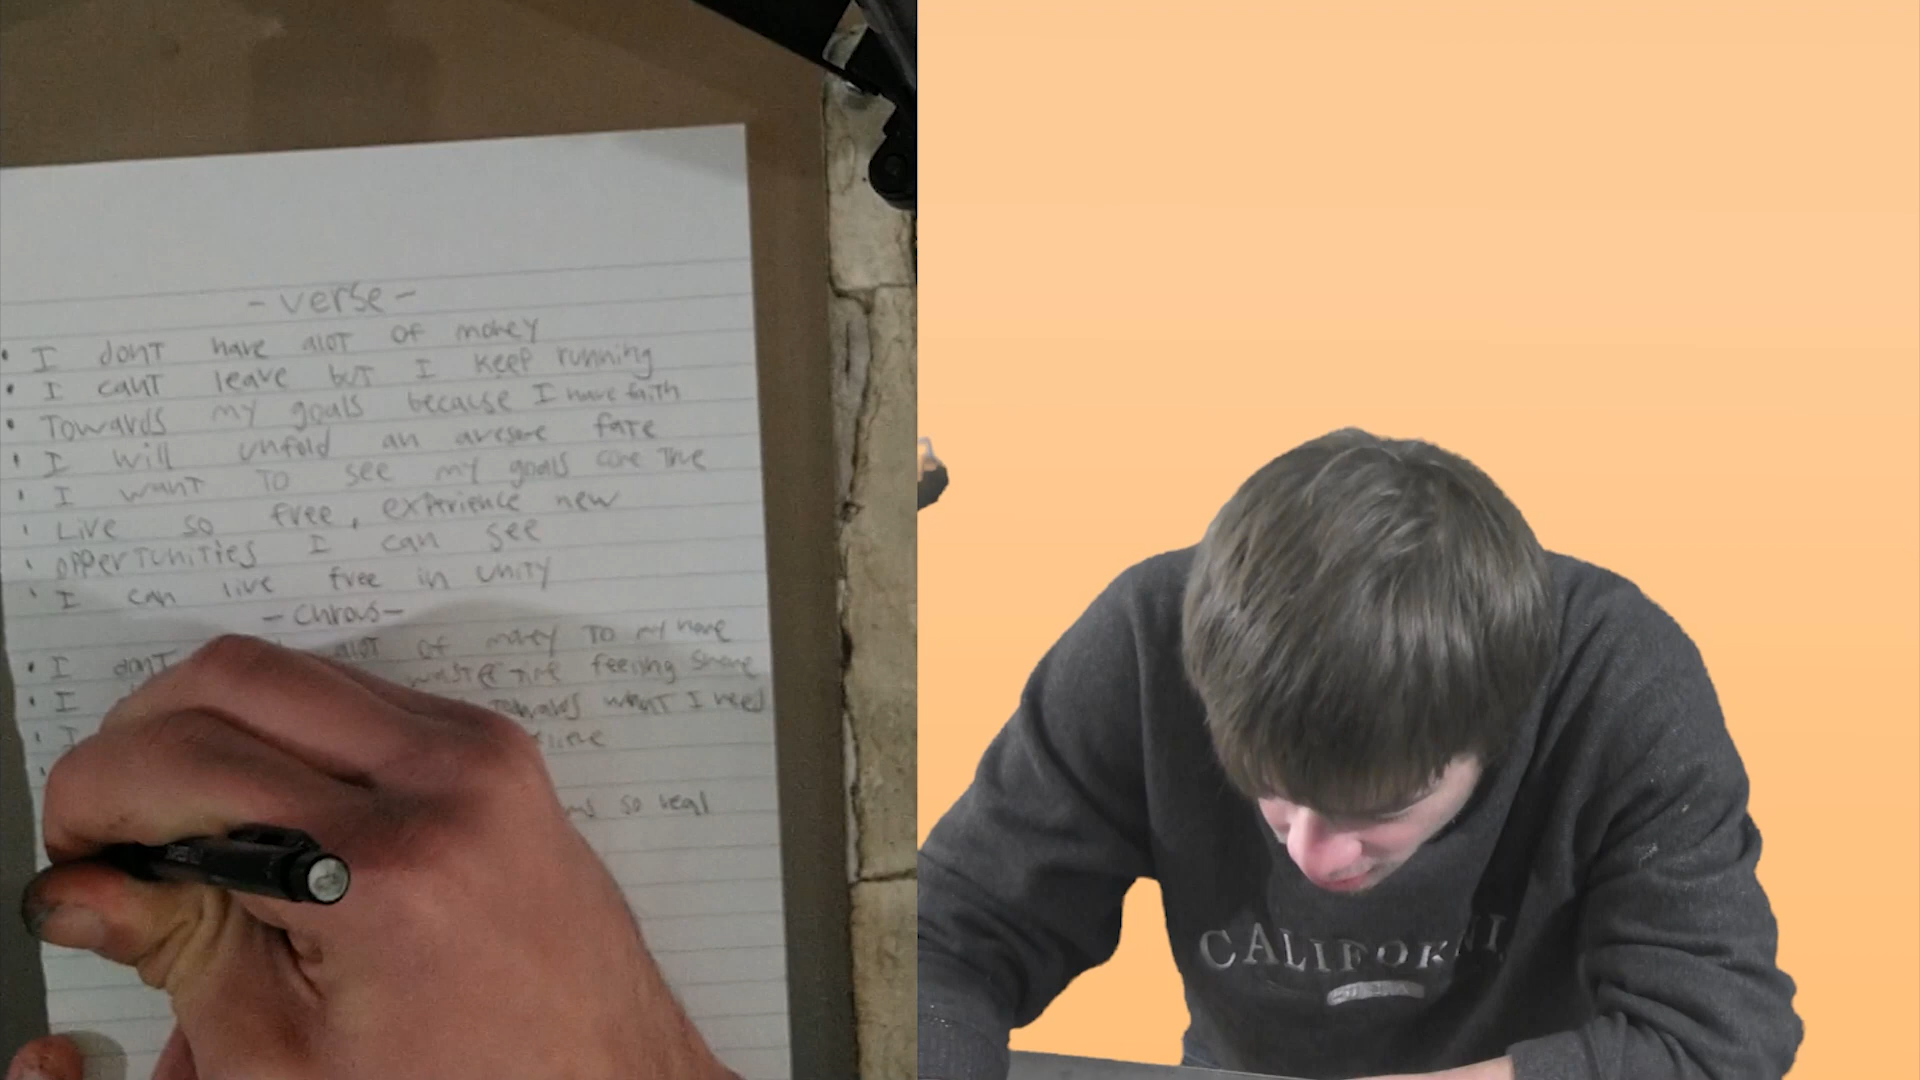 - verse -
• I dont have alot of money
• I cant leave but I keep running
• Towards my goals because I have faith
• I will unfold an awesome fate
• I want To see my goals come True
• Live so free, experience new
• oppertunities I can see
• I can live free in unity
- Chrous -
• I dont alot of money To my name
• I waste Time feeling Shame
• I Towards what I need
so real
CALIFORNI